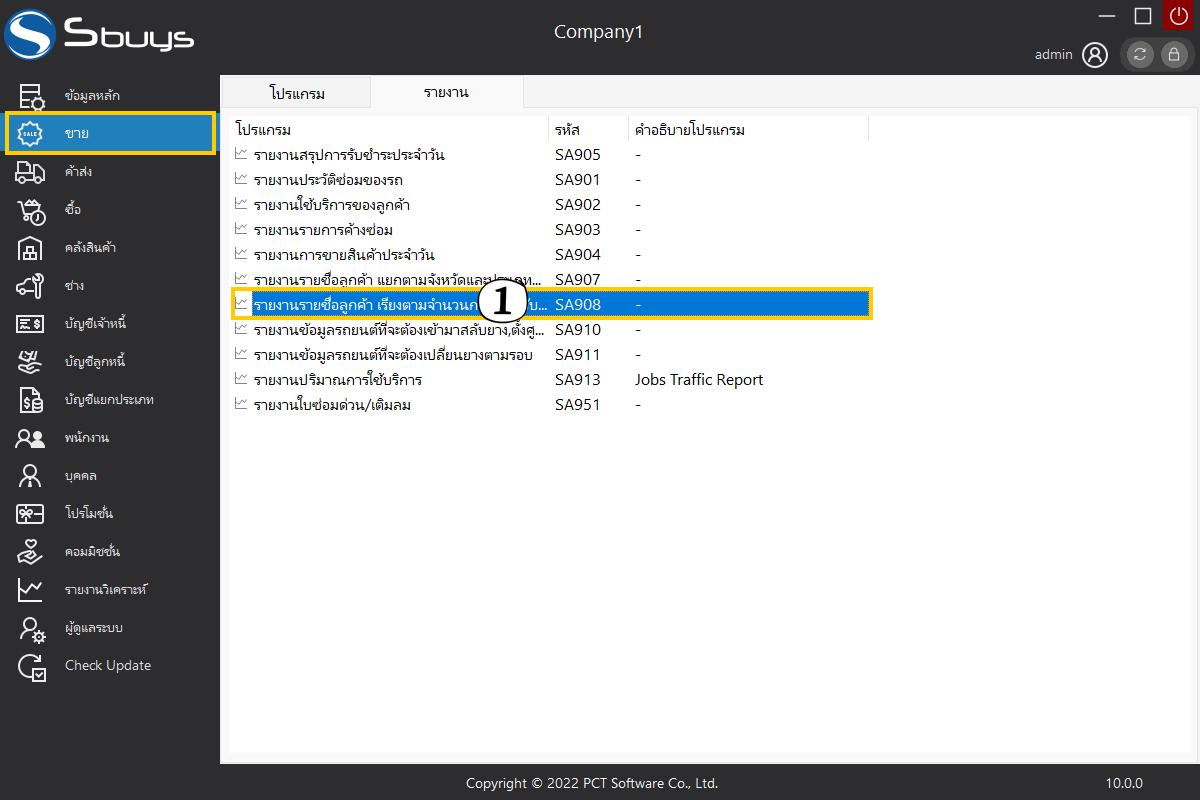 Sbuys
Company1
admin
ข้อมูลหลัก
ขาย
SALE
ค้าส่ง
ซื้อ
คลังสินค้า
ช่าง
บัญชีเจ้าหนี้
บัญชีลูกหนี้
บัญชีแยกประเภท
พนักงาน
บุคคล
โปรโมชั่น
คอมมิชชั่น
รายงานวิเคราะห์
ผู้ดูแลระบบ
Check Update
โปรแกรม รายงาน
โปรแกรม รหัส คำอธิบายโปรแกรม
รายงานสรุปการรับชำระประจำวัน SA905 -
รายงานประวัติซ่อมของรถ SA901 -
รายงานใช้บริการของลูกค้า SA902 -
รายงานรายการค้างซ่อม SA903 -
รายงานการขายสินค้าประจำวัน SA904 -
รายงานรายชื่อลูกค้า แยกตามจังหวัดและประเภท... SA907 -
รายงานรายชื่อลูกค้า เรียงตามจำนวน 1 /บ... SA908 -
รายงานข้อมูลรถยนต์ที่จะต้องเข้ามาสลับยาง,ตั้งศู... SA910 -
รายงานข้อมูลรถยนต์ที่จะต้องเปลี่ยนยางตามรอบ SA911 -
รายงานปริมาณการใช้บริการ SA913 Jobs Traffic Report
รายงานใบซ่อมด่วน/เติมลม SA951 -
Copyright © 2022 PCT Software Co., Ltd.
10.0.0